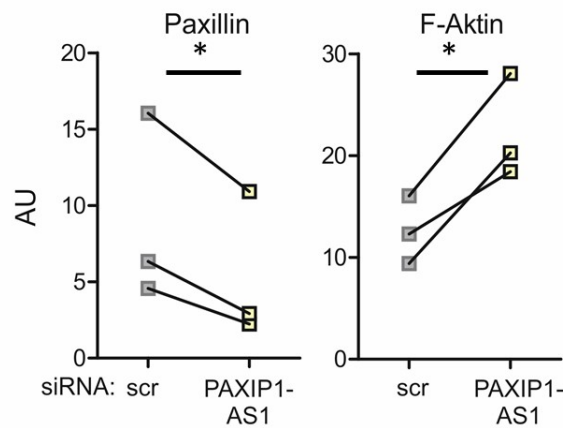 Paxillin
*
20
15
10
5
0
AU
siRNA: scr PAXIP1-
AS1
F-Aktin
*
30
20
10
0
scr PAXIP1-
AS1